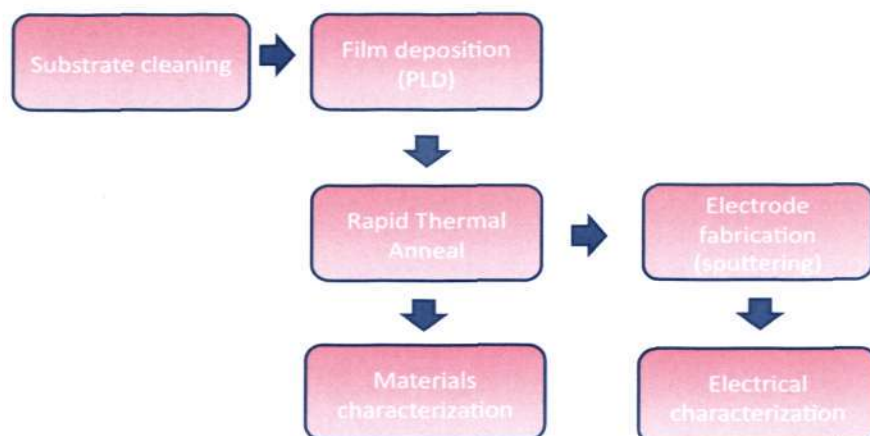 Substrate cleaning
Film deposition
(PLD)
Rapid Thermal
Anneal
Electrode
fabrication
(sputtering)
Materials
characterization
Electrical
characterization